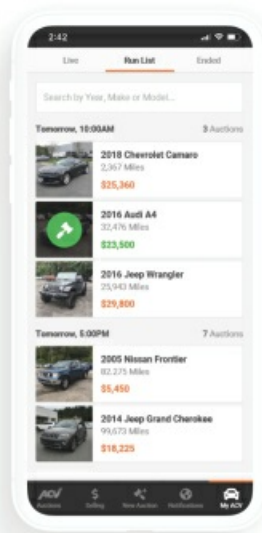 2:42
Live Run List Ended
Search by Year, Make or Model...
Tomorrow, 10:00AM 3 Auctions
2018 Chevrolet Camaro
2,367 Miles
$25,360
2016 Audi A4
32,476 Miles
$23,500
2016 Jeep Wrangler
25,943 Miles
$29,800
Tomorrow, 5:00PM 7 Auctions
2005 Nissan Frontier
82.275 Miles
$5,450
2014 Jeep Grand Cherokee
99,673 Miles
$18,225
ACV
Auctions Selling New Auction Notifications My ACV